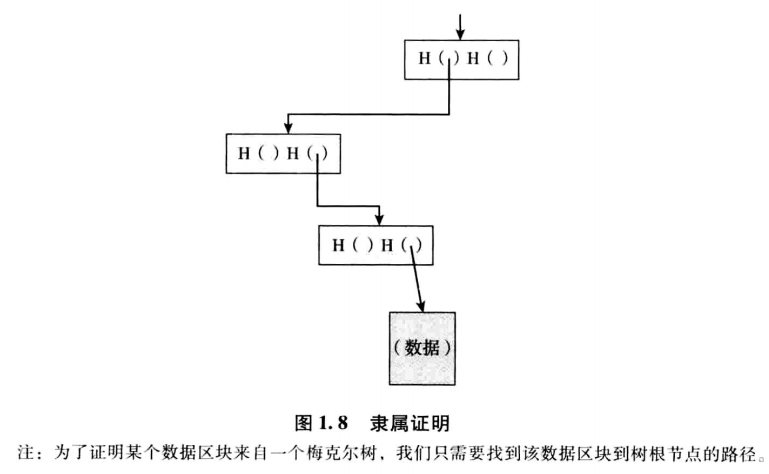 H ( ) H ( )
H ( ) H ( )
H ( ) H ( )
(数据)
图 1.8 隶属证明
注：为了证明某个数据区块来自一个梅克尔树，我们只需要找到该数据区块到树根节点的路径。